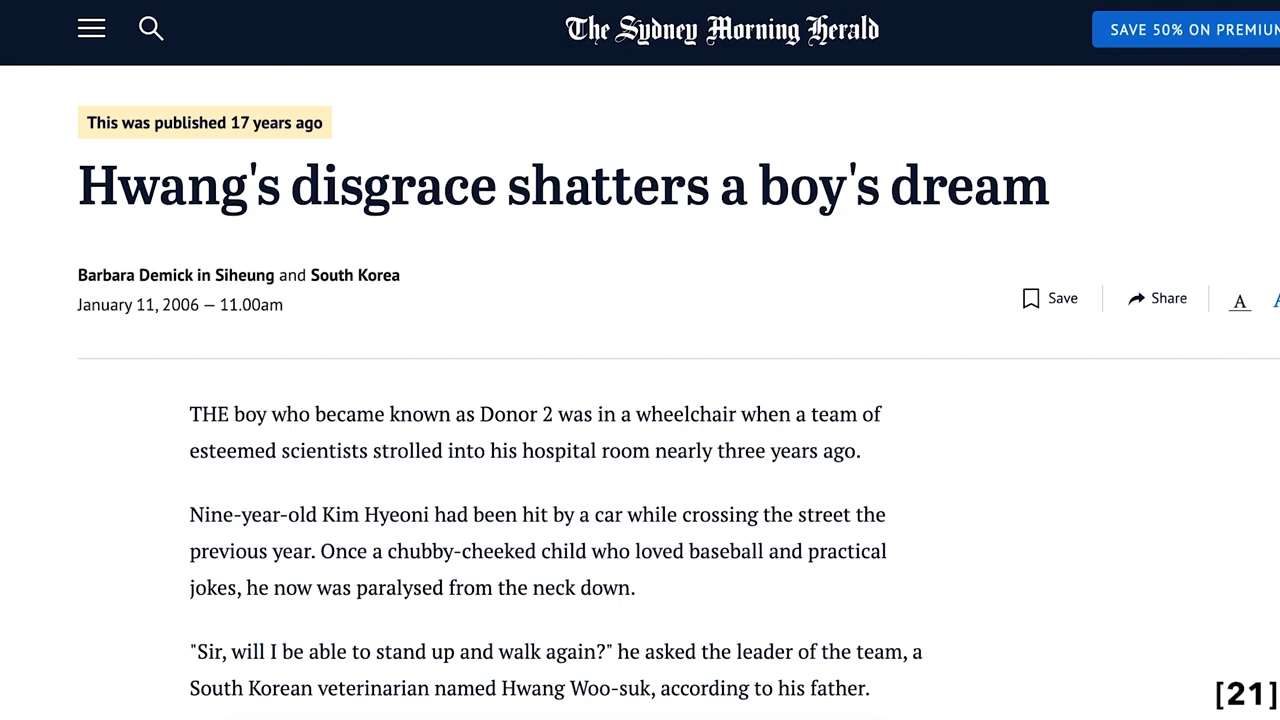 The Sydney Morning Herald
SAVE 50% ON PREMIUM
This was published 17 years ago
Hwang's disgrace shatters a boy's dream
Barbara Demick in Siheung and South Korea
January 11, 2006 — 11.00am
Save
Share
A
A
THE boy who became known as Donor 2 was in a wheelchair when a team of
esteemed scientists strolled into his hospital room nearly three years ago.
Nine-year-old Kim Hyeoni had been hit by a car while crossing the street the
previous year. Once a chubby-cheeked child who loved baseball and practical
jokes, he now was paralysed from the neck down.
"Sir, will I be able to stand up and walk again?" he asked the leader of the team, a
South Korean veterinarian named Hwang Woo-suk, according to his father.
[21]